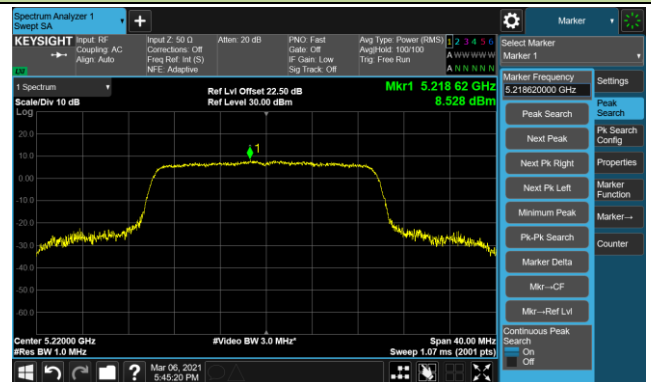 Spectrum Analyzer 1
Swept SA
Marker
KEYSIGHT
Input: RF
Coupling: AC
Align: Auto
Input Z: 50 Ω
Corrections: Off
Freq Ref: Int (S)
NFE: Adaptive
Atten: 20 dB
PNO: Fast
Gate: Off
IF Gain: Low
Sig Track: Off
Avg Type: Power (RMS)
Avg|Hold: 100/100
Trig: Free Run
1 2 3 4 5 6
A W W W W W
A N N N N N
Select Marker
Marker 1
1 Spectrum
Scale/Div 10 dB
Ref Lvl Offset 22.50 dB
Ref Level 30.00 dBm
Mkr1 5.218 62 GHz
8.528 dBm
Marker Frequency
5.218620000 GHz
Settings
Peak Search
Next Peak
Next Pk Right
Next Pk Left
Minimum Peak
Pk-Pk Search
Marker Delta
Mkr→CF
Mkr→Ref Lvl
Continuous Peak
Search
On
Off
Peak
Search
Pk Search
Config
Properties
Marker
Function
Marker→
Counter
Log
20.0
10.0
0.00
-10.0
-20.0
-30.0
-40.0
-50.0
-60.0
1
Center 5.22000 GHz
#Res BW 1.0 MHz
#Video BW 3.0 MHz*
Span 40.00 MHz
Sweep 1.07 ms (2001 pts)
?
Mar 06, 2021
5:45:20 PM